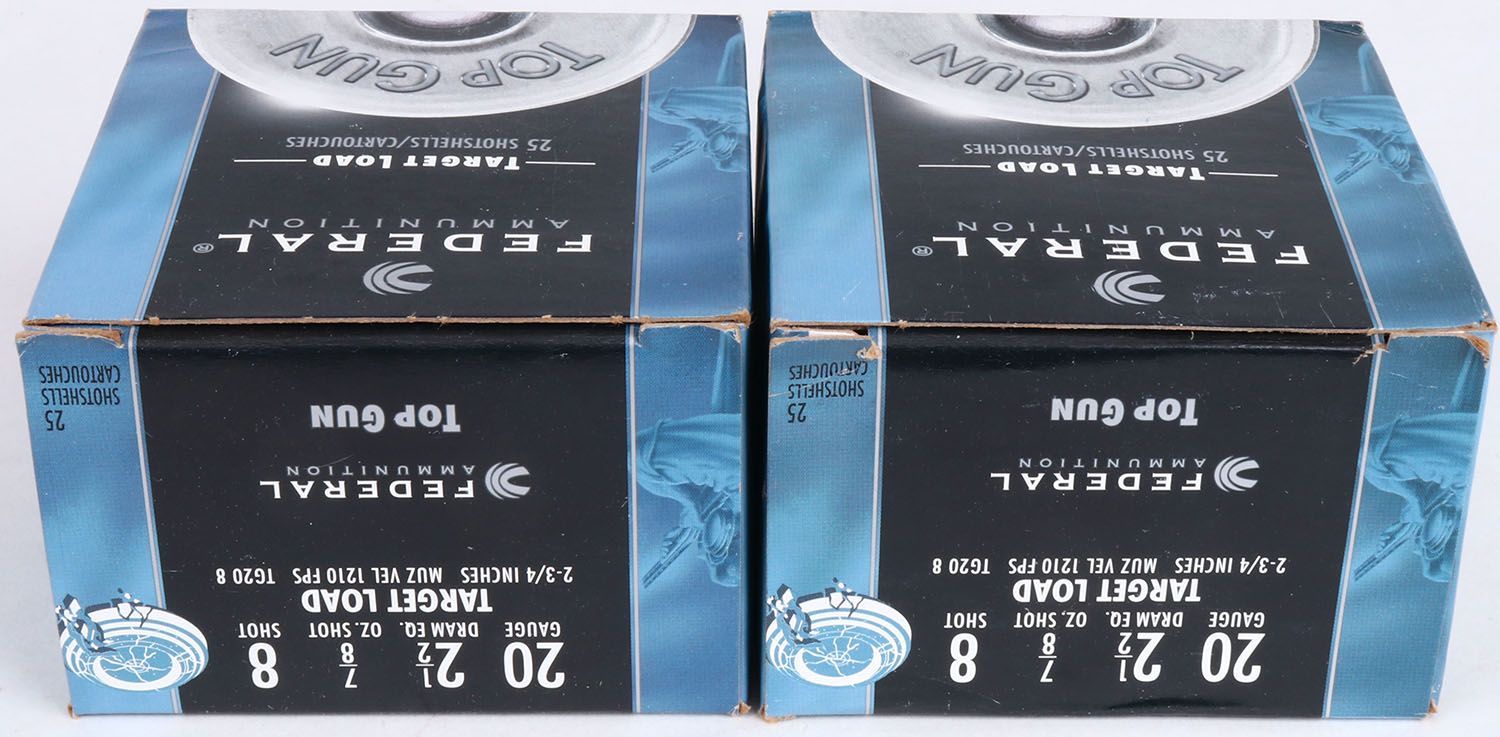 20 2 1/2 7/8 8
GAUGE DRAM EQ. OZ. SHOT SHOT
TARGET LOAD
2-3/4 INCHES MUZ VEL 1210 FPS TG20 8
FEDERAL
AMMUNITION
TOP GUN
25
SHOTSHELLS
CARTOUCHES
FEDERAL®
AMMUNITION
TARGET LOAD
25 SHOTSHELLS/CARTOUCHES
TOP GUN
20 2 1/2 7/8 8
GAUGE DRAM EQ. OZ. SHOT SHOT
TARGET LOAD
2-3/4 INCHES MUZ VEL 1210 FPS TG20 8
FEDERAL
AMMUNITION
TOP GUN
25
SHOTSHELLS
CARTOUCHES
FEDERAL®
AMMUNITION
TARGET LOAD
25 SHOTSHELLS/CARTOUCHES
TOP GUN®